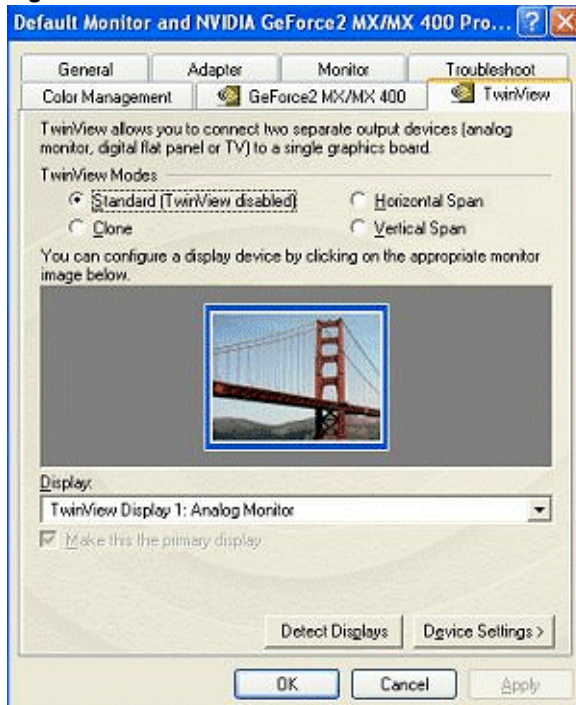 Default Monitor and NVIDIA GeForce2 MX/MX 400 Pro...
General Adapter Monitor Troubleshoot
Color Management GeForce2 MX/MX 400 TwinView
TwinView allows you to connect two separate output devices (analog
monitor, digital flat panel or TV) to a single graphics board.
TwinView Modes
Standard (TwinView disabled) Horizontal Span
Clone Vertical Span
You can configure a display device by clicking on the appropriate monitor
image below.
Display:
TwinView Display 1: Analog Monitor
Make this the primary display
Detect Displays Device Settings >
OK Cancel Apply